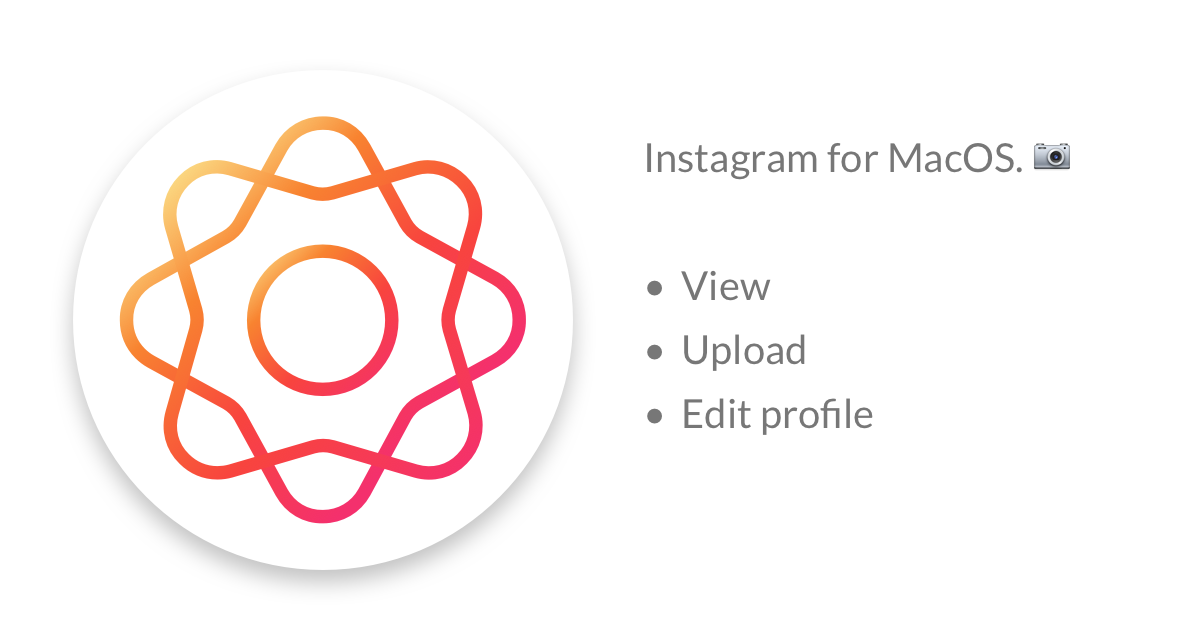 Instagram for MacOS. 📷
• View
• Upload
• Edit profile